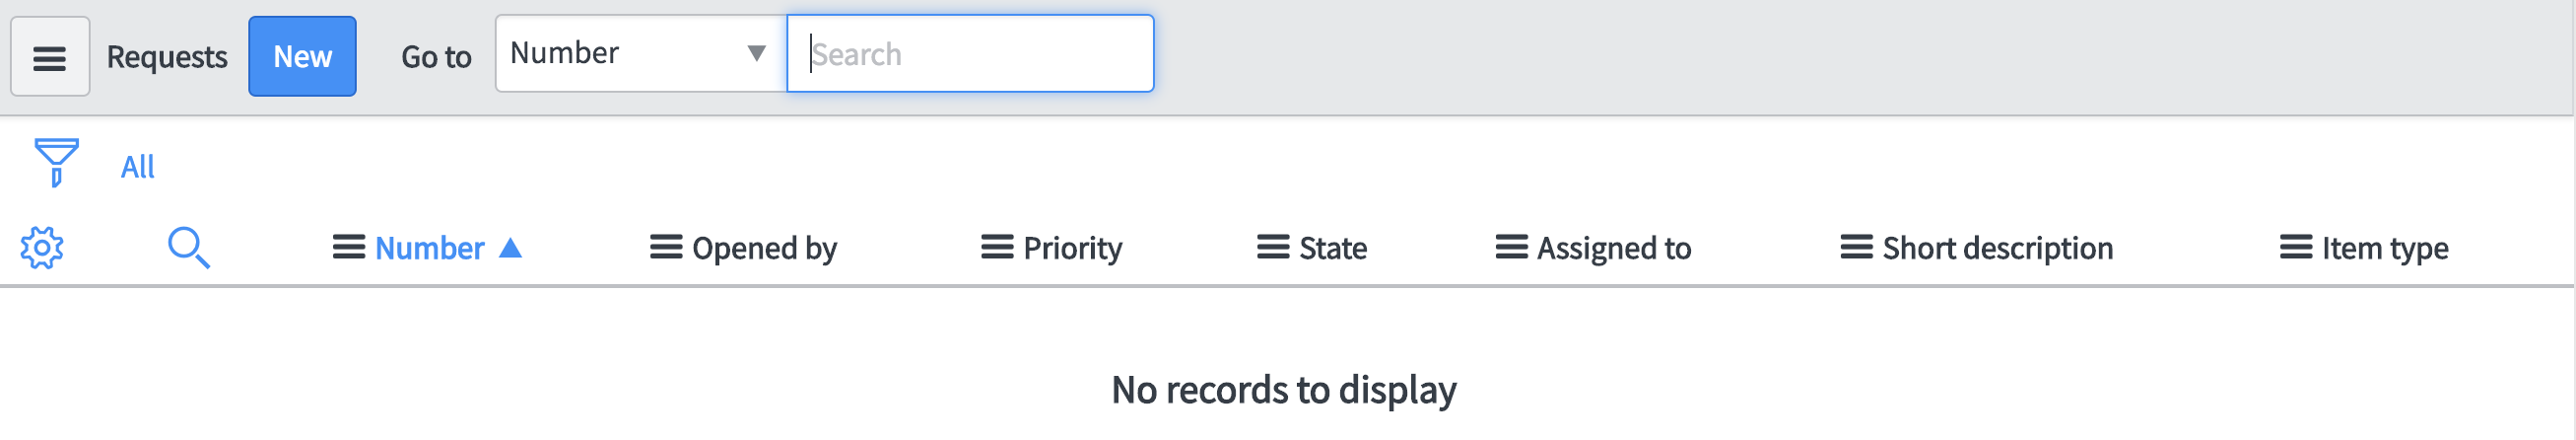 Requests New Go to Number Search
All
Number Opened by Priority State Assigned to Short description Item type
No records to display